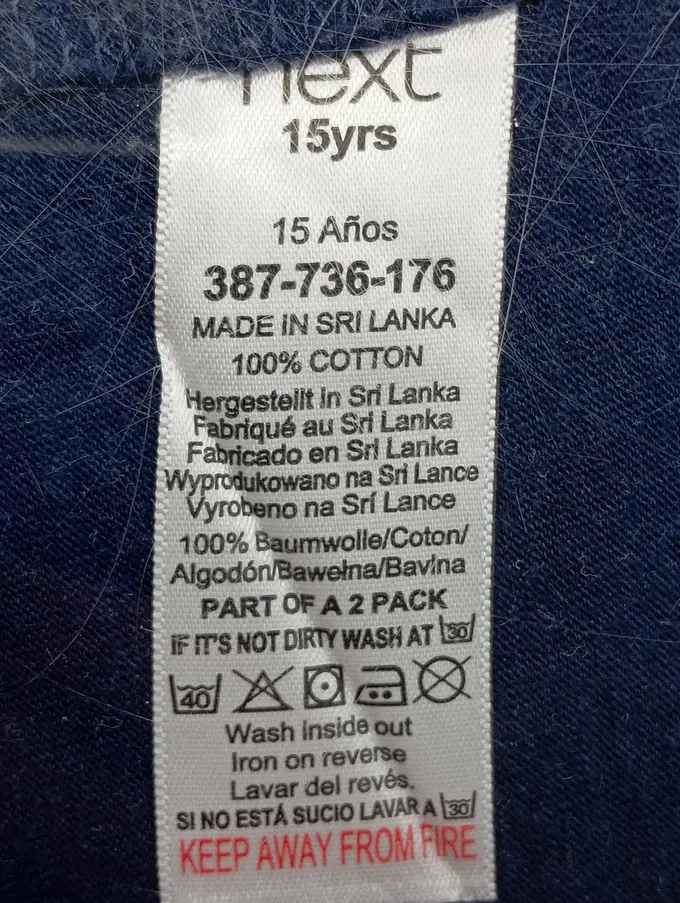 next
15yrs
15 Años
387-736-176
MADE IN SRI LANKA
100% COTTON
Hergestellt in Sri Lanka
Fabriqué au Sri Lanka
Fabricado en Sri Lanka
Wyprodukowano na Sri Lance
Vyrobeno na Srí Lance
100% Baumwolle/Coton/
Algodón/Bawełna/Bavlna
PART OF A 2 PACK
IF IT'S NOT DIRTY WASH AT 30
40
Wash inside out
Iron on reverse
Lavar del revés.
SI NO ESTÁ SUCIO LAVAR A 30
KEEP AWAY FROM FIRE